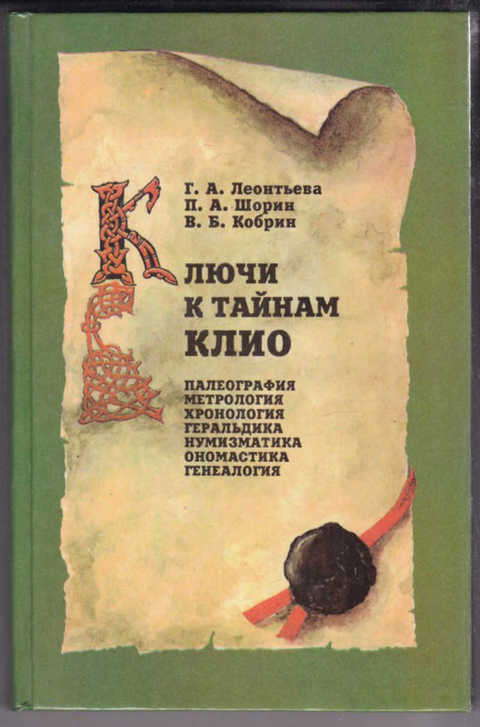 Г. А. Леонтьева
П. А. Шорин
В. Б. Кобрин
КЛЮЧИ
К ТАЙНАМ
КЛИО
ПАЛЕОГРАФИЯ
МЕТРОЛОГИЯ
ХРОНОЛОГИЯ
ГЕРАЛЬДИКА
НУМИЗМАТИКА
ОНОМАСТИКА
ГЕНЕАЛОГИЯ